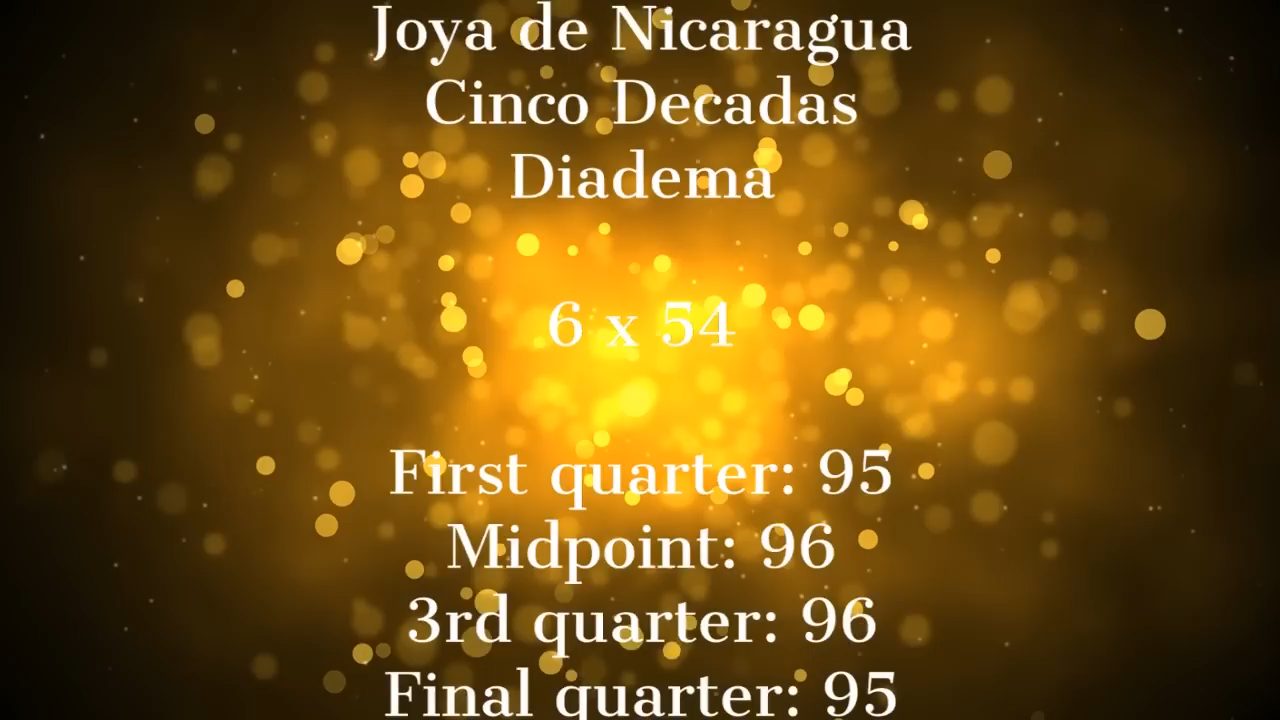 Joya de Nicaragua
Cinco Decadas
Diadema
6 x 54
First quarter: 95
Midpoint: 96
3rd quarter: 96
Final quarter: 95